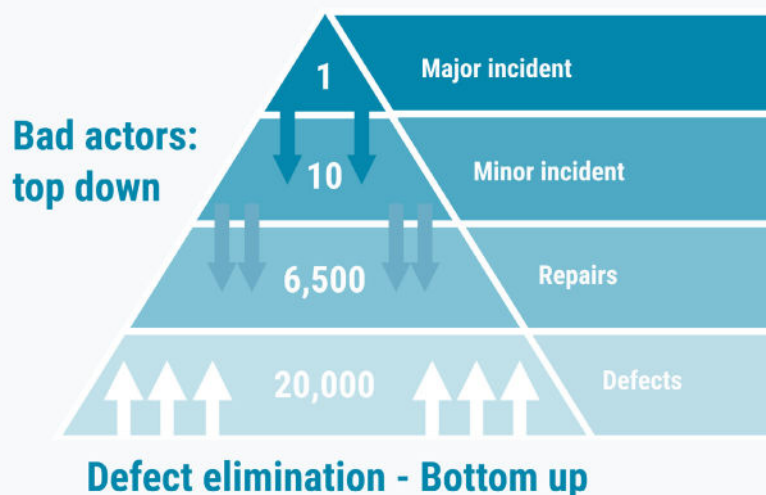 1
Major incident
Bad actors:
top down
10
Minor incident
6,500
Repairs
20,000
Defects
Defect elimination - Bottom up